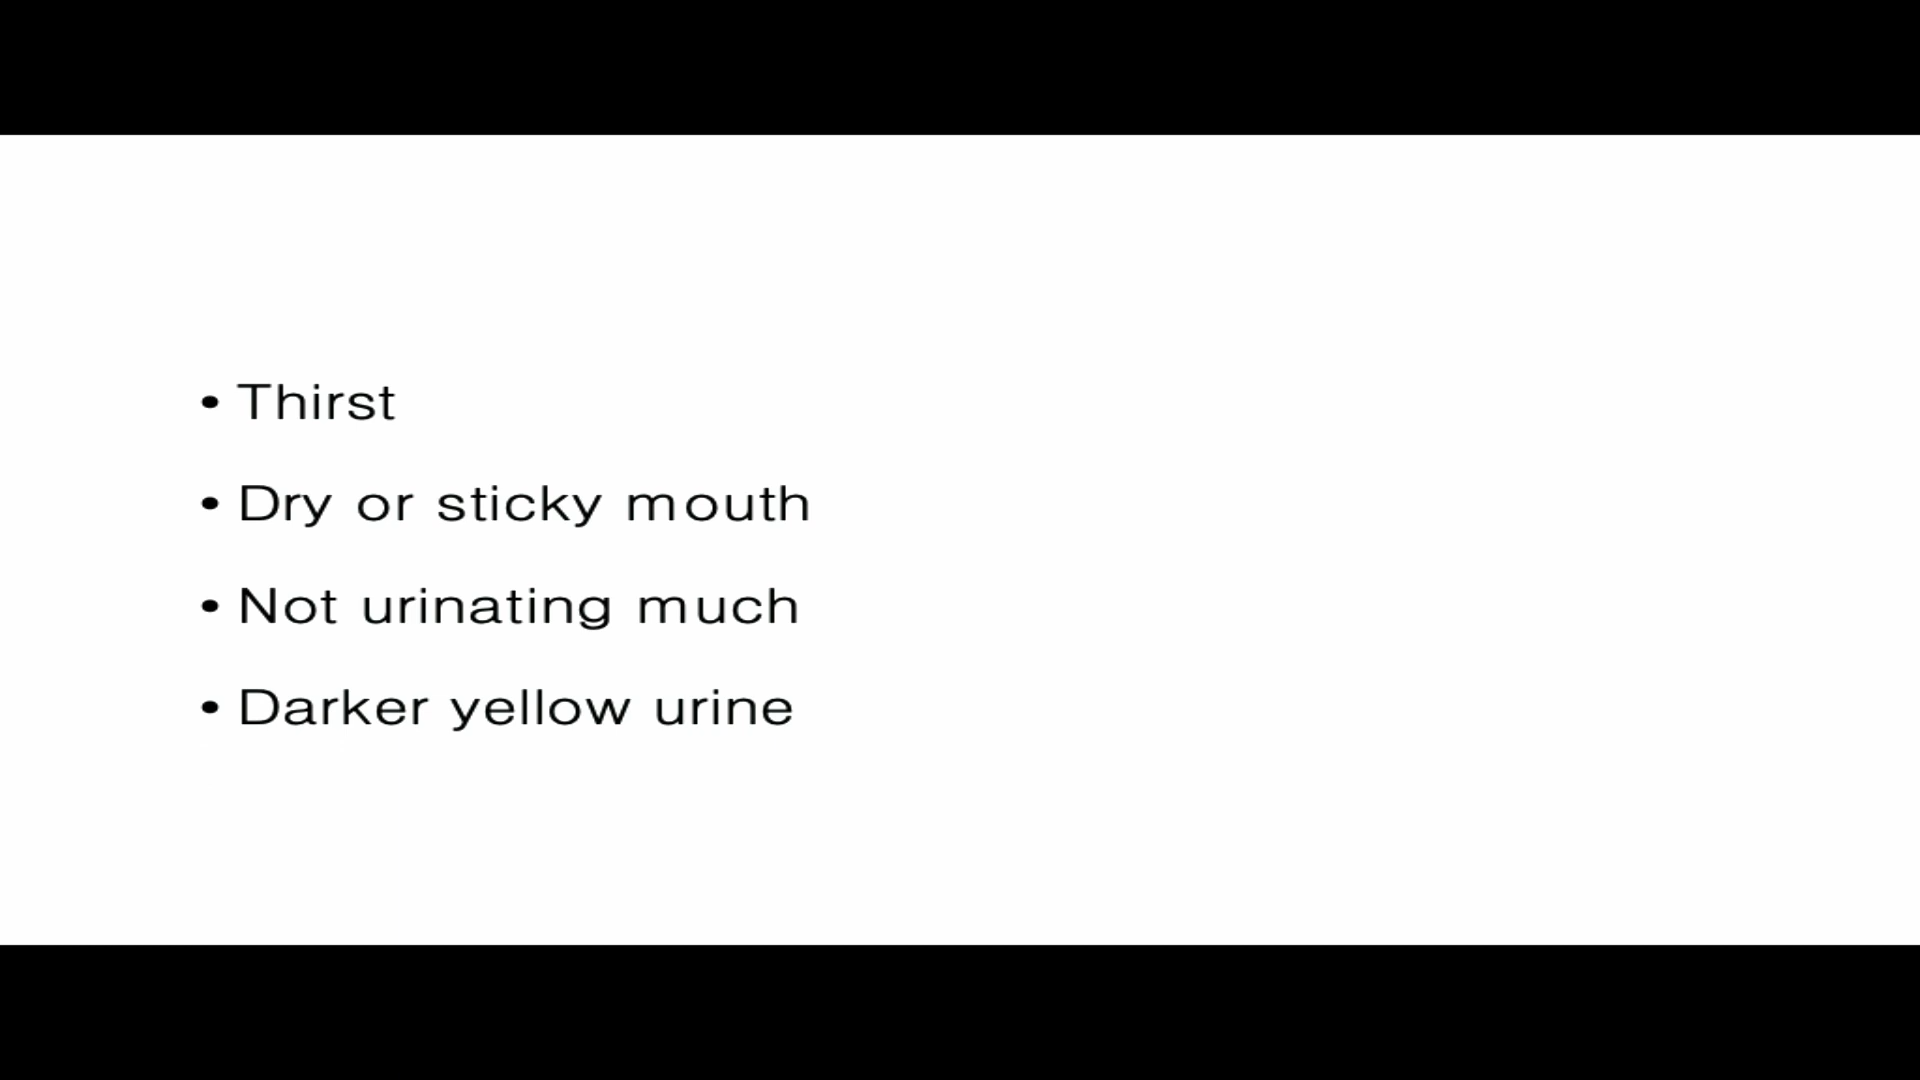 • Thirst
• Dry or sticky mouth
• Not urinating much
• Darker yellow urine